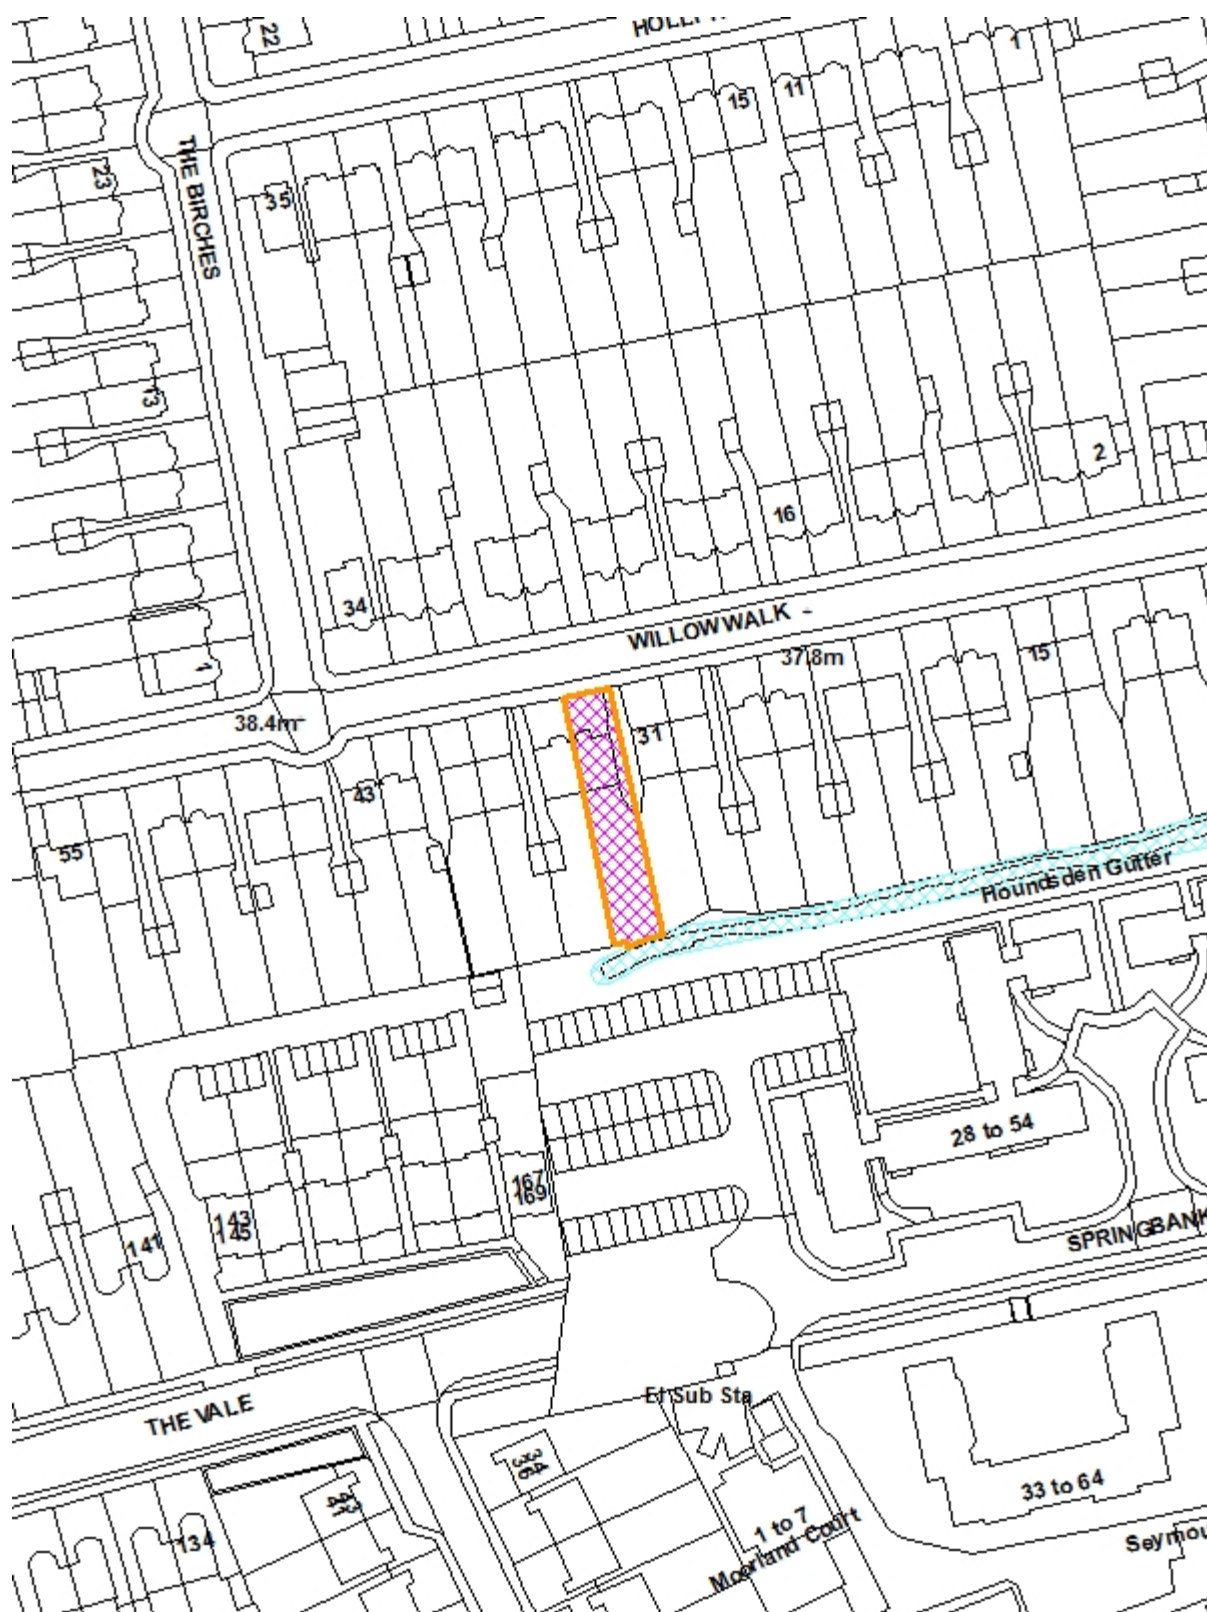 22
15
11
1
23
THE BIRCHES
35
13
2
16
34
WILLOW WALK
37.8m
15
1
38.4m
31
43
55
Houndsden Gutter
28 to 54
167
169
143
145
141
SPRINGBANK
El Sub Sta
THE VALE
34
36
33 to 64
134
1 to 7
Moorland Court